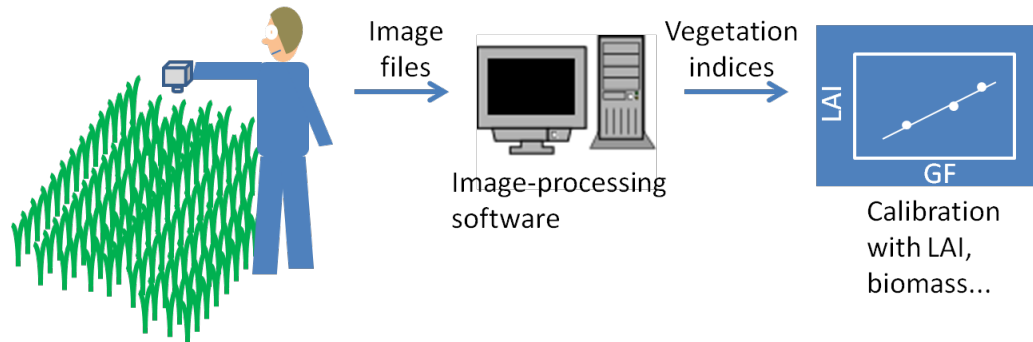 Image
files
Vegetation
indices
Image-processing
software
LAI
GF
Calibration
with LAI,
biomass...